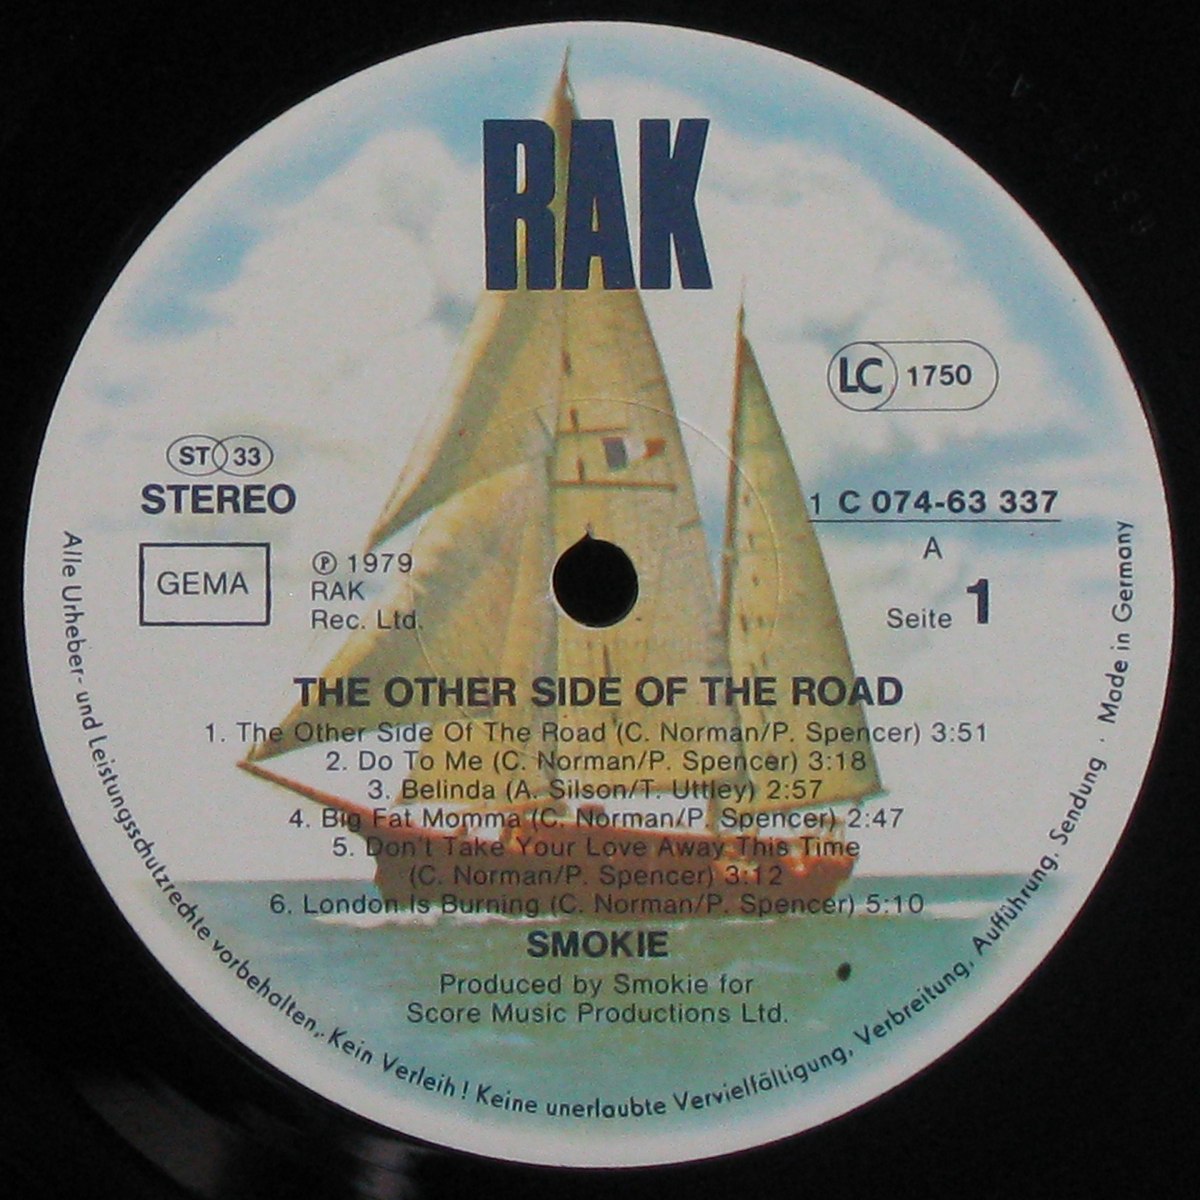 RAK
LC 1750
ST 33
STEREO
1 C 074-63 337
GEMA
℗ 1979
RAK
Rec. Ltd.
A
Seite 1
THE OTHER SIDE OF THE ROAD
1. The Other Side Of The Road (C. Norman/P. Spencer) 3:51
2. Do To Me (C. Norman/P. Spencer) 3:18
3. Belinda (A. Silson/T. Uttley) 2:57
4. Big Fat Momma (C. Norman/P. Spencer) 2:47
5. Don't Take Your Love Away This Time
(C. Norman/P. Spencer) 3:12
6. London Is Burning (C. Norman/P. Spencer) 5:10
SMOKIE
Produced by Smokie for
Score Music Productions Ltd.
Alle Urheber- und Leistungsschutzrechte vorbehalten. Kein Verleih! Keine unerlaubte Vervielfältigung, Verbreitung, Aufführung, Sendung · Made in Germany